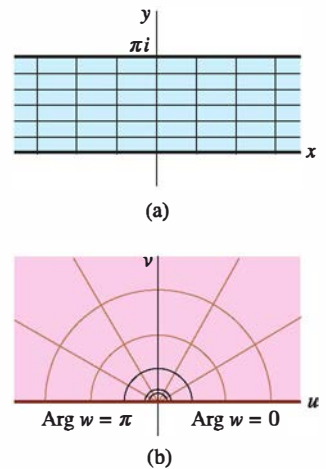 y
πi
x
(a)
v
u
Arg w = π Arg w = 0
(b)